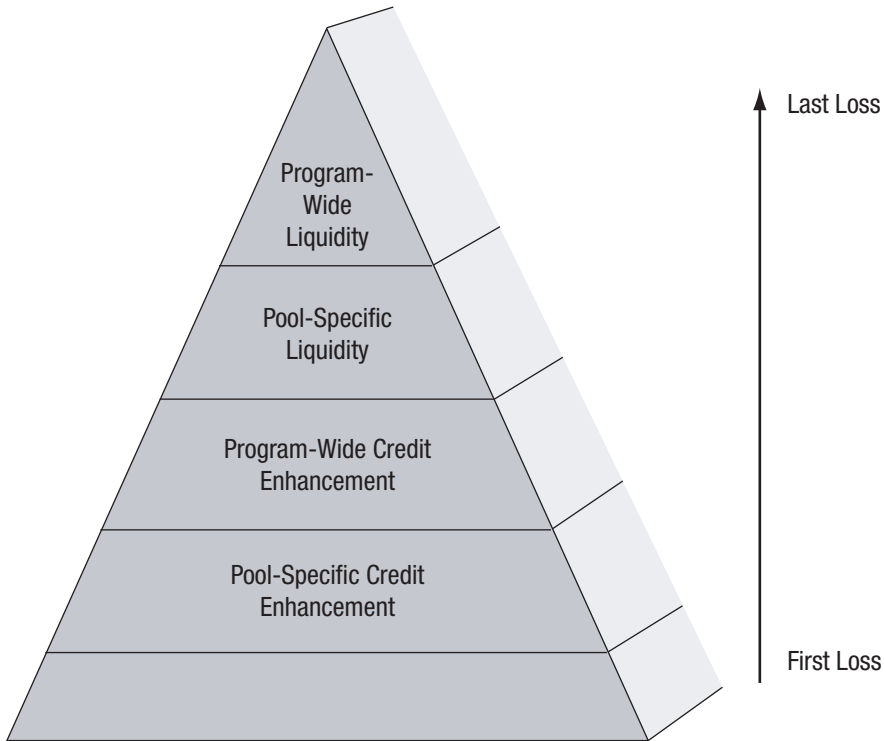 Last Loss
Program-
Wide
Liquidity
Pool-Specific
Liquidity
Program-Wide Credit
Enhancement
Pool-Specific Credit
Enhancement
First Loss